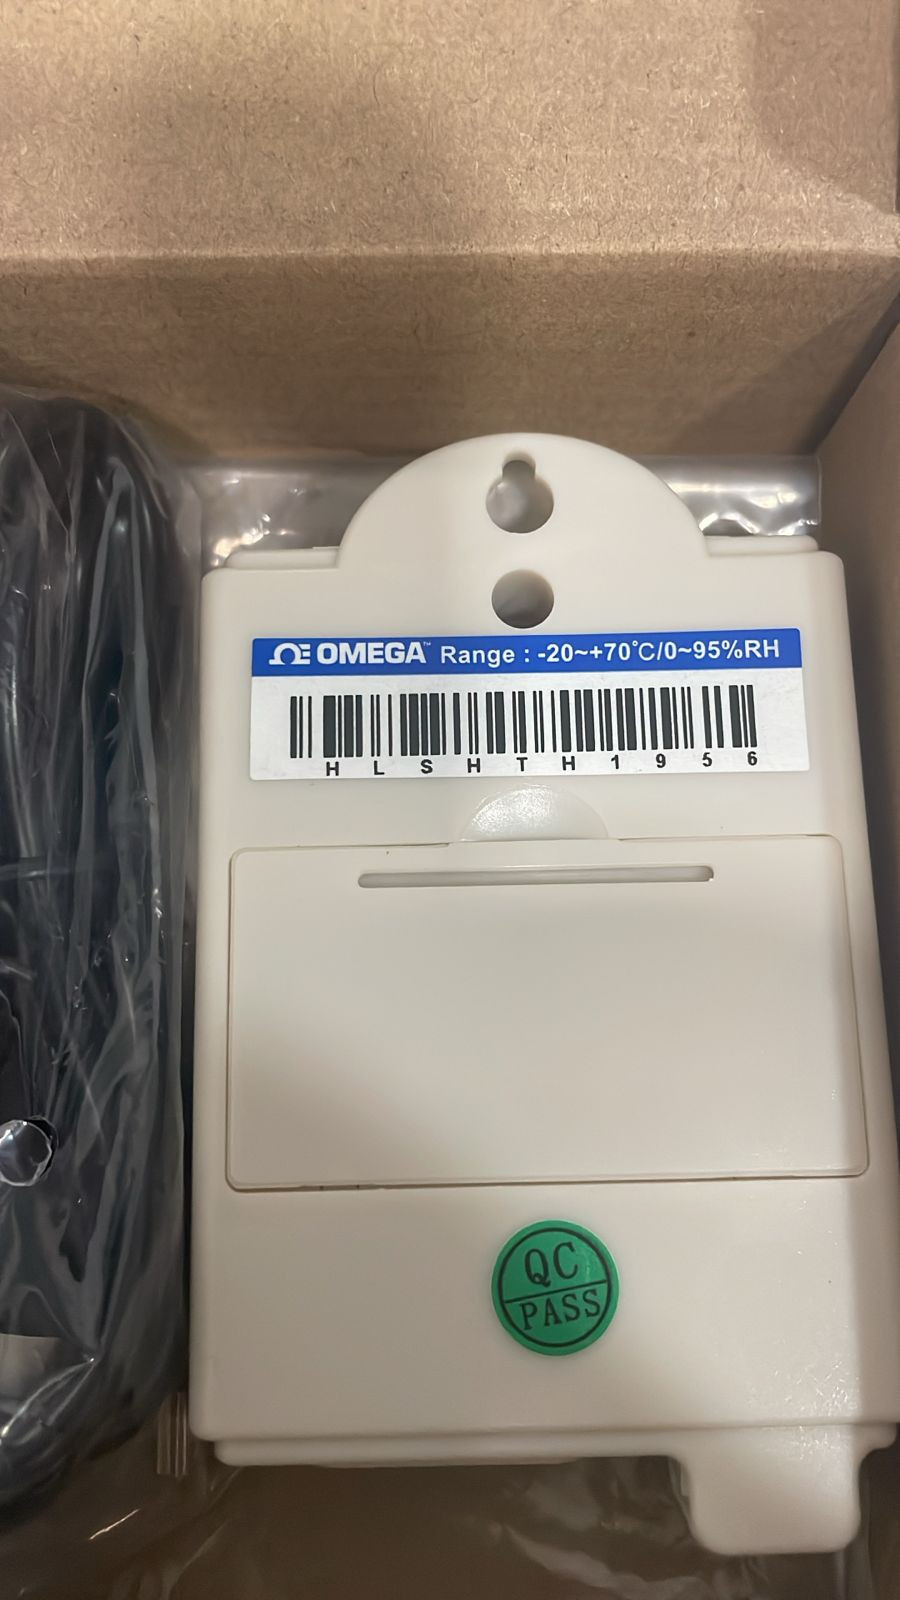 OMEGA™ Range : -20~+70°C/0~95%RH
HLSHTH1956
QC
PASS